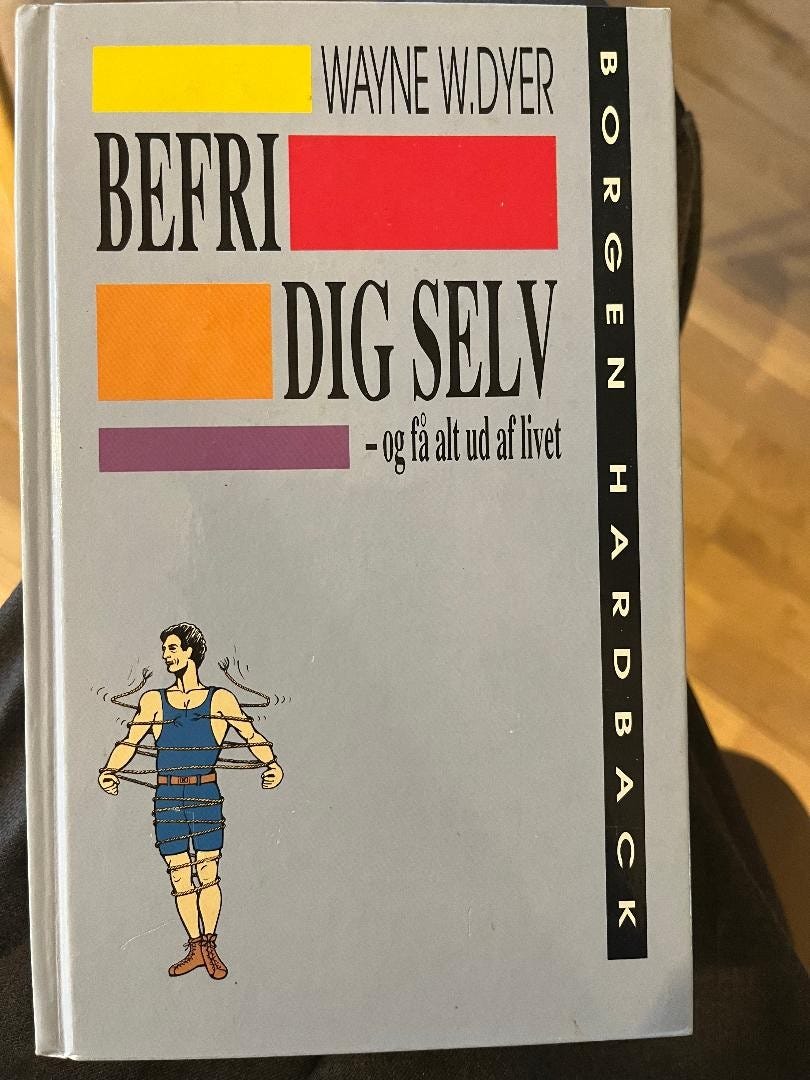 WAYNE W.DYER
BEFRI
DIG SELV
– og få alt ud af livet
BORGEN HARDBACK